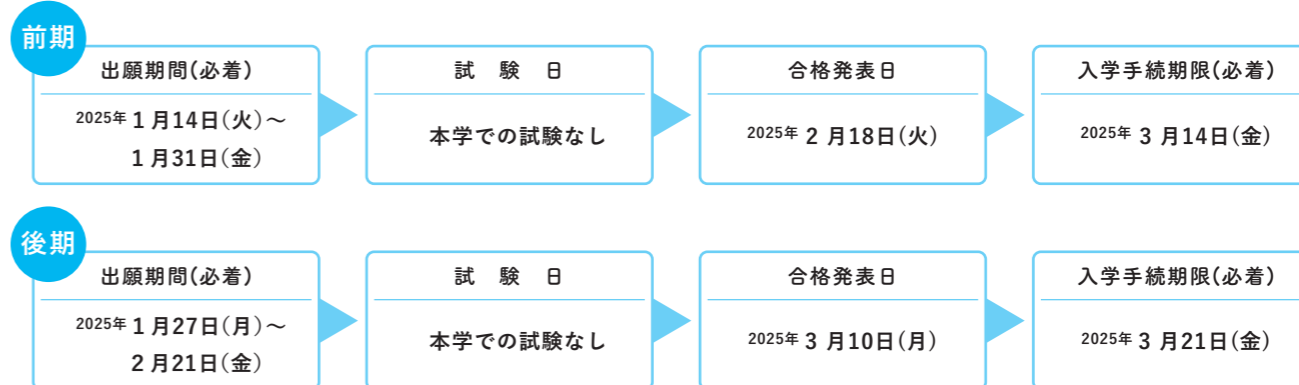 前期
出願期間(必着)
2025年 1月14日(火)～
1月31日(金)
試 験 日
本学での試験なし
合格発表日
2025年 2月18日(火)
入学手続期限(必着)
2025年 3月14日(金)
後期
出願期間(必着)
2025年 1月27日(月)～
2月21日(金)
試 験 日
本学での試験なし
合格発表日
2025年 3月10日(月)
入学手続期限(必着)
2025年 3月21日(金)